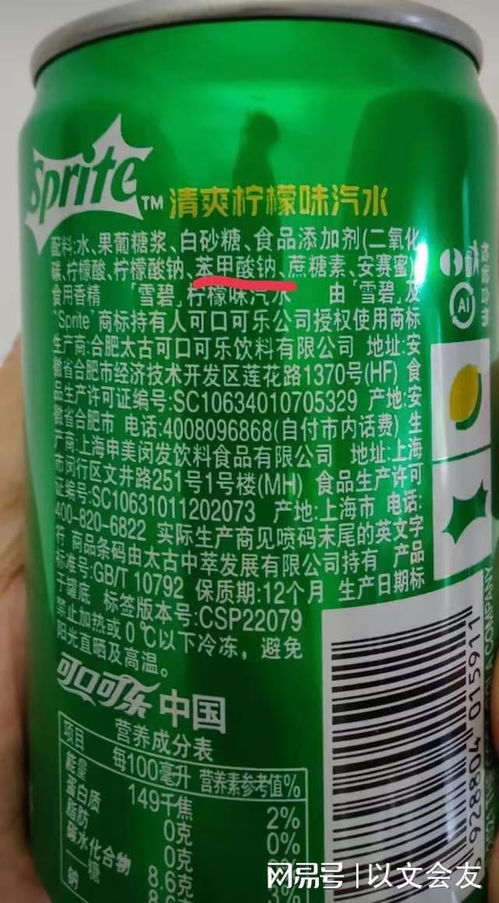 Sprite™ 清爽柠檬味汽水
配料:水、果葡糖浆、白砂糖、食品添加剂(二氧化
碳、柠檬酸、柠檬酸钠、苯甲酸钠、蔗糖素、安赛蜜)
食用香精 "雪碧"柠檬味汽水 由"雪碧"及
"Sprite"商标持有人可口可乐公司授权使用商标
生产商:合肥太古可口可乐饮料有限公司 地址:安
徽省合肥市经济技术开发区莲花路1370号(HF) 食
品生产许可证编号:SC10634010705329 产地:安
徽省合肥市 电话:4008096868(自付市内话费) 生
产商:上海申美闵发饮料食品有限公司 地址:上海
市闵行区文井路251号1号楼(MH) 食品生产许可
证编号:SC10631011202073 产地:上海市 电话:
400-820-6822 实际生产商见喷码末尾的英文字
符 商品条码由太古中萃发展有限公司持有 产品
标准号:GB/T 10792 保质期:12个月 生产日期标
于罐底 标签版本号:CSP22079
禁止加热或0℃以下冷冻,避免
阳光直晒及高温。
可口可乐 中国
营养成分表
项目 每100毫升 营养素参考值%
能量 149千焦 2%
蛋白质 0克 0%
脂肪 0克
碳水化合物 8.6克 3%
—糖
钠
Al
6 928804 015911
网易号 | 以文会友